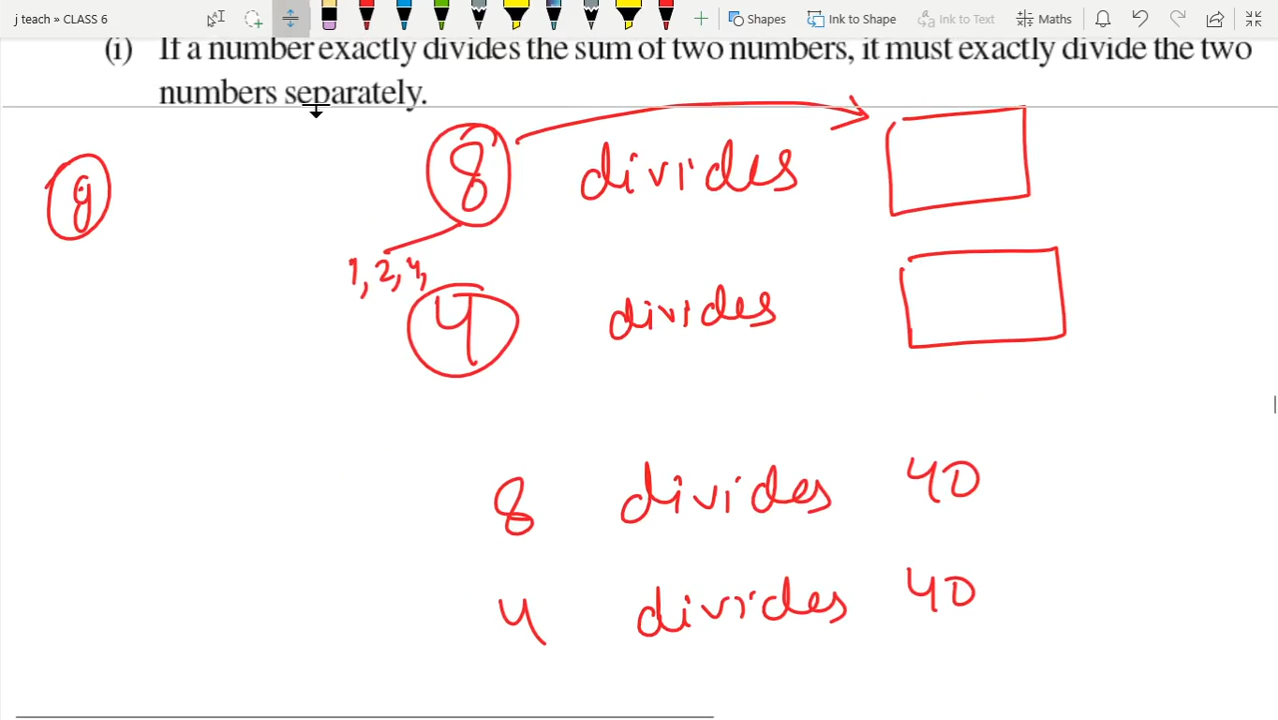 j teach » CLASS 6
Shapes
Ink to Shape
Ink to Text
Maths
(i) If a number exactly divides the sum of two numbers, it must exactly divide the two
numbers separately.
g
8 divides
1, 2, 4,
4 divides
8 divides 40
4 divides 40